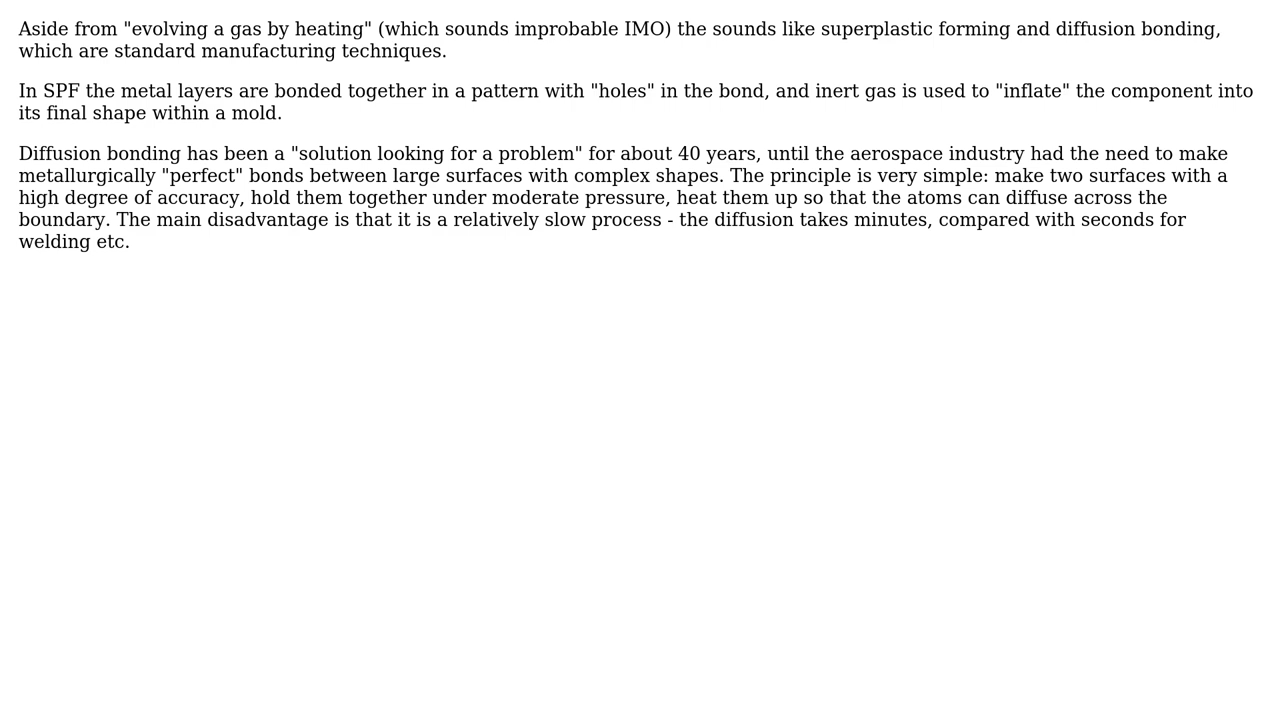 Aside from "evolving a gas by heating" (which sounds improbable IMO) the sounds like superplastic forming and diffusion bonding,
which are standard manufacturing techniques.
In SPF the metal layers are bonded together in a pattern with "holes" in the bond, and inert gas is used to "inflate" the component into
its final shape within a mold.
Diffusion bonding has been a "solution looking for a problem" for about 40 years, until the aerospace industry had the need to make
metallurgically "perfect" bonds between large surfaces with complex shapes. The principle is very simple: make two surfaces with a
high degree of accuracy, hold them together under moderate pressure, heat them up so that the atoms can diffuse across the
boundary. The main disadvantage is that it is a relatively slow process - the diffusion takes minutes, compared with seconds for
welding etc.